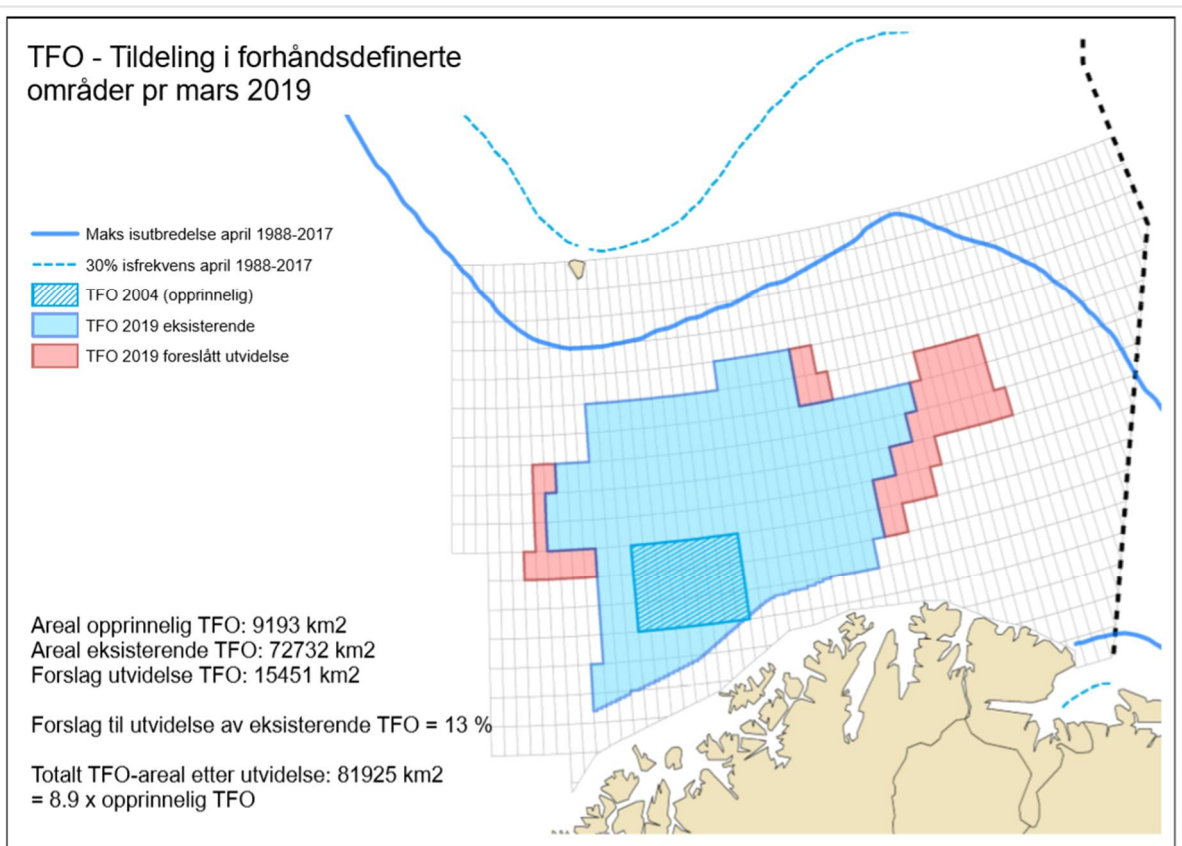 TFO - Tildeling i forhåndsdefinerte
områder pr mars 2019
Maks isutbredelse april 1988-2017
30% isfrekvens april 1988-2017
TFO 2004 (opprinnelig)
TFO 2019 eksisterende
TFO 2019 foreslått utvidelse
Areal opprinnelig TFO: 9193 km2
Areal eksisterende TFO: 72732 km2
Forslag utvidelse TFO: 15451 km2
Forslag til utvidelse av eksisterende TFO = 13 %
Totalt TFO-areal etter utvidelse: 81925 km2
= 8.9 x opprinnelig TFO